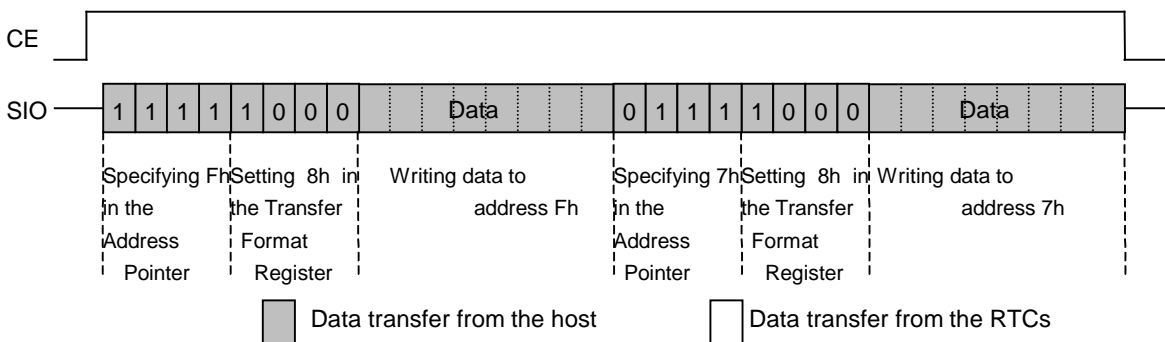 CE
SIO 1 1 1 1 1 0 0 0 Data 0 1 1 1 1 0 0 0 Data
Specifying Fh Setting 8h in Writing data to Specifying 7h Setting 8h in Writing data to
in the the Transfer address Fh in the the Transfer address 7h
Address Format Address Format
Pointer Register Pointer Register
Data transfer from the host Data transfer from the RTCs